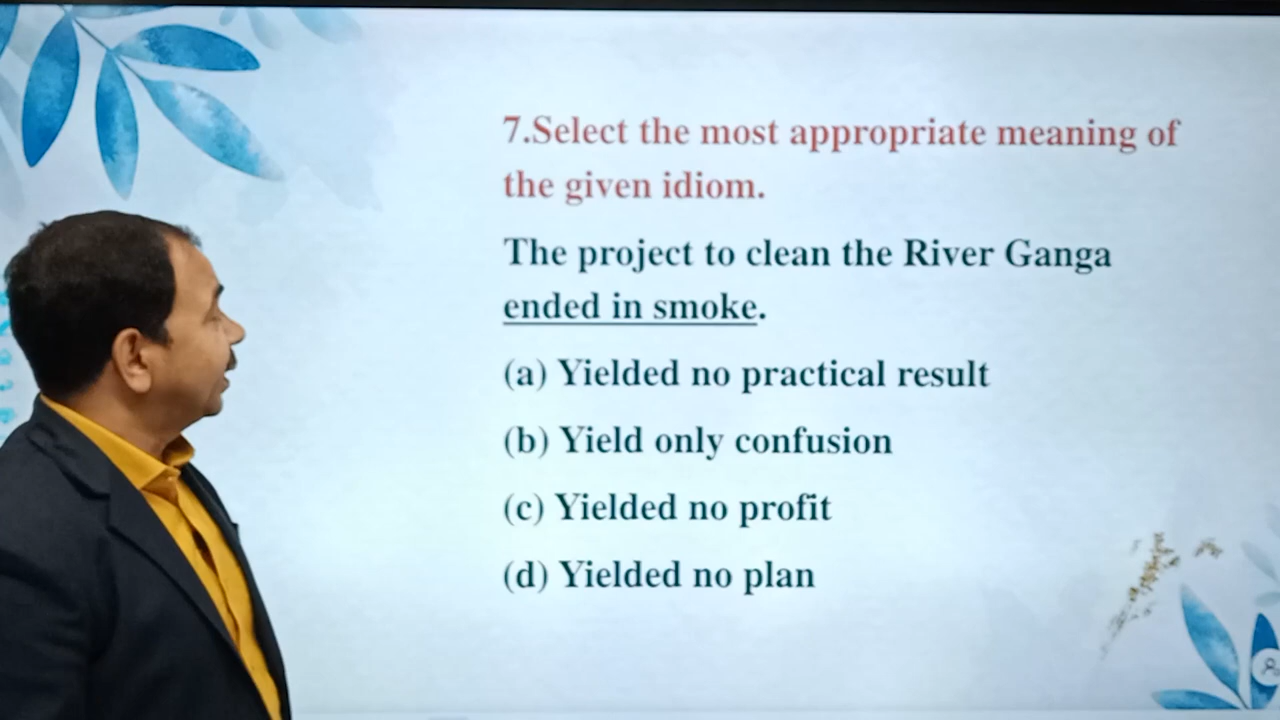 7.Select the most appropriate meaning of
the given idiom.
The project to clean the River Ganga
ended in smoke.
(a) Yielded no practical result
(b) Yield only confusion
(c) Yielded no profit
(d) Yielded no plan